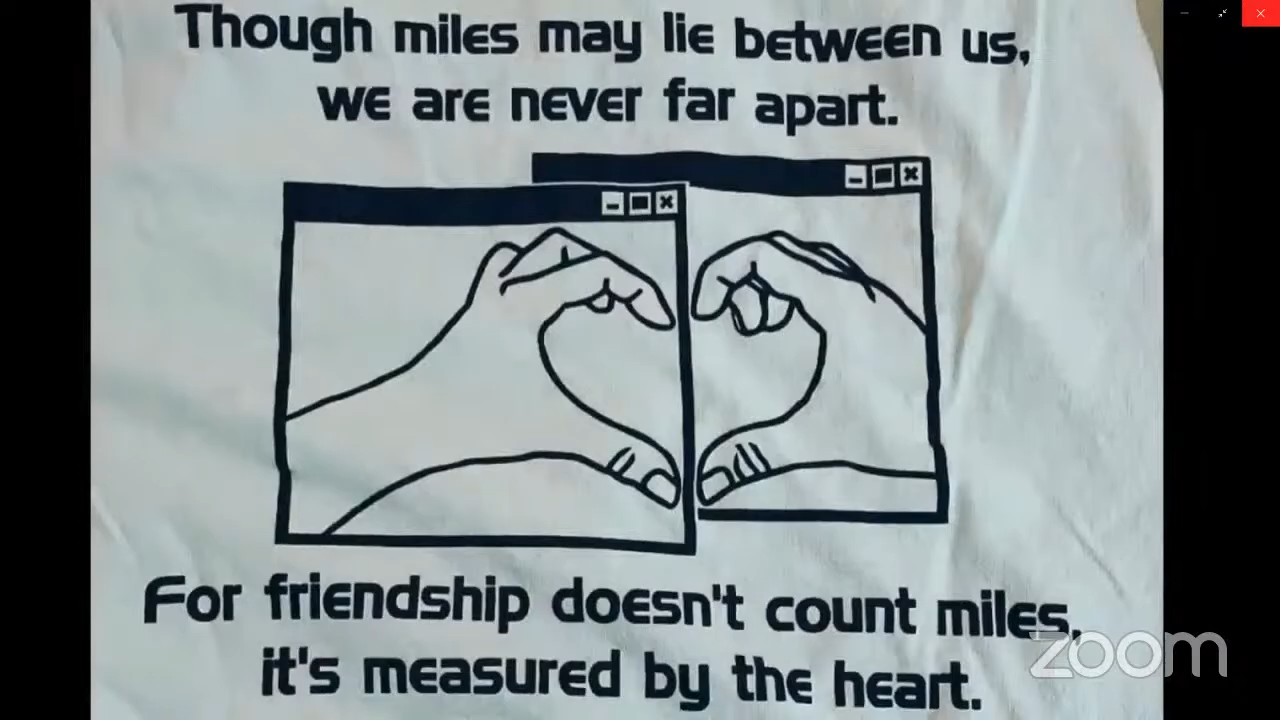 Though miles may lie between us,
we are never far apart.
For friendship doesn't count miles,
it's measured by the heart.
zoom